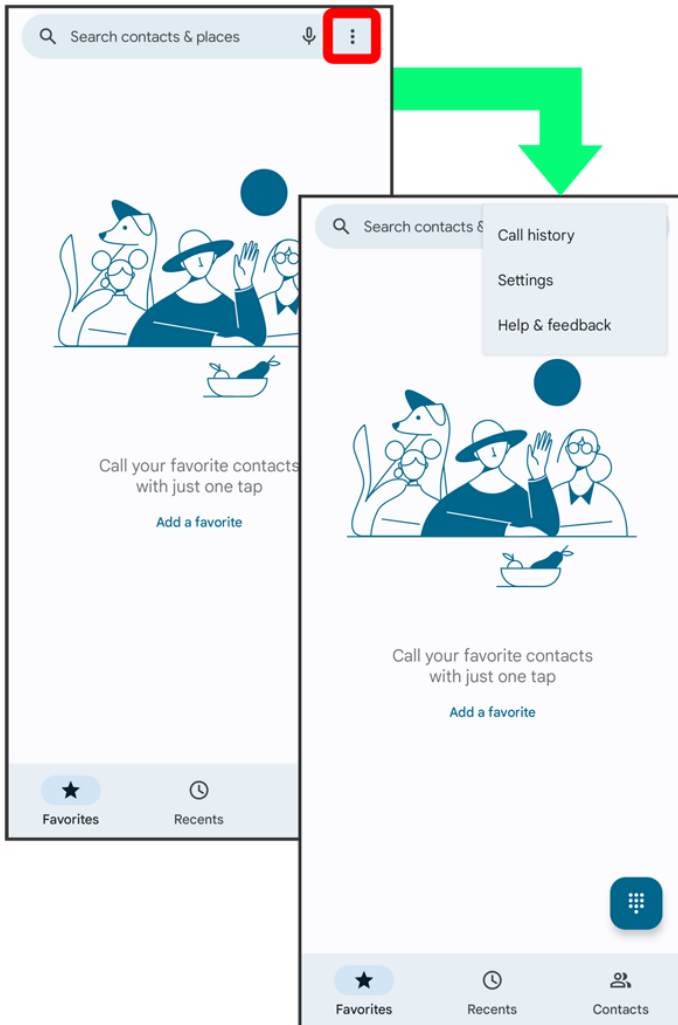 Search contacts & places
Call your favorite contacts
with just one tap
Add a favorite
Favorites
Recents
Search contacts &
Call history
Settings
Help & feedback
Call your favorite contacts
with just one tap
Add a favorite
Favorites
Recents
Contacts